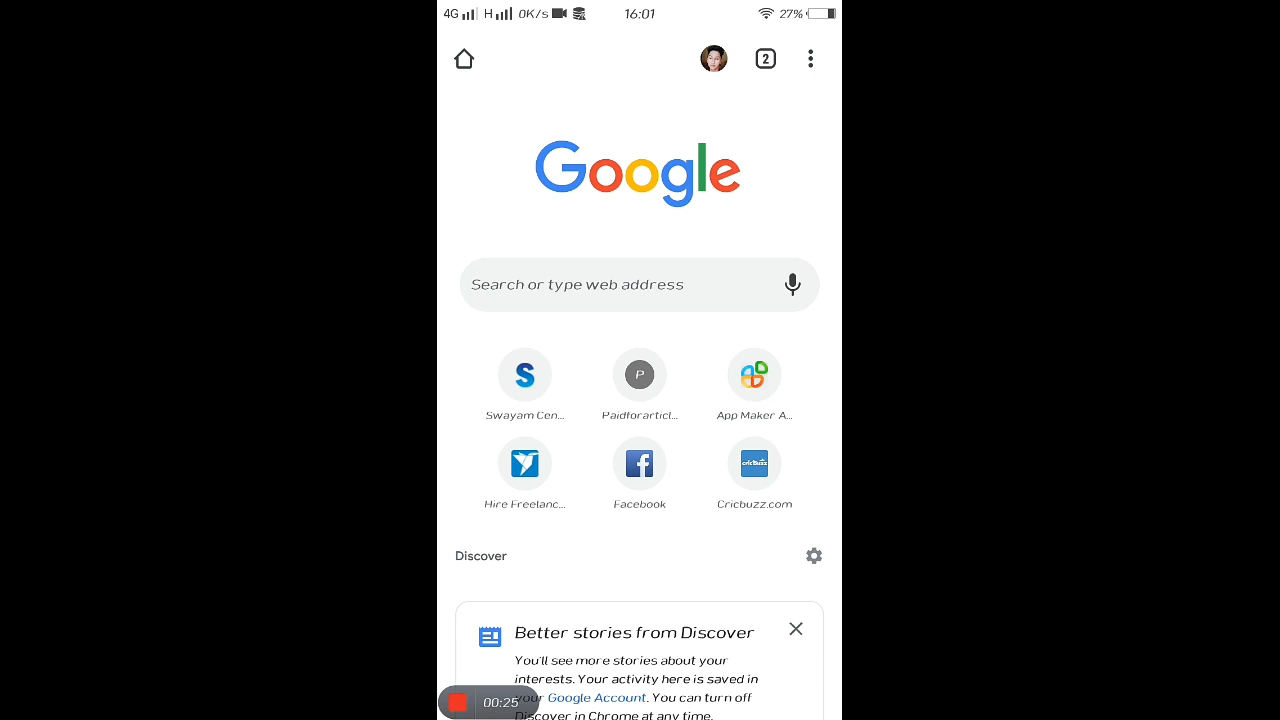 4G H 0K/s 16:01 27%
2
Google
Search or type web address
S P
Swayam Cen... Paidforarticl... App Maker A...
cricbuzz
Hire Freelanc... Facebook Cricbuzz.com
Discover
Better stories from Discover
You'll see more stories about your
interests. Your activity here is saved in
your Google Account. You can turn off
00:25
Discover in Chrome at any time.